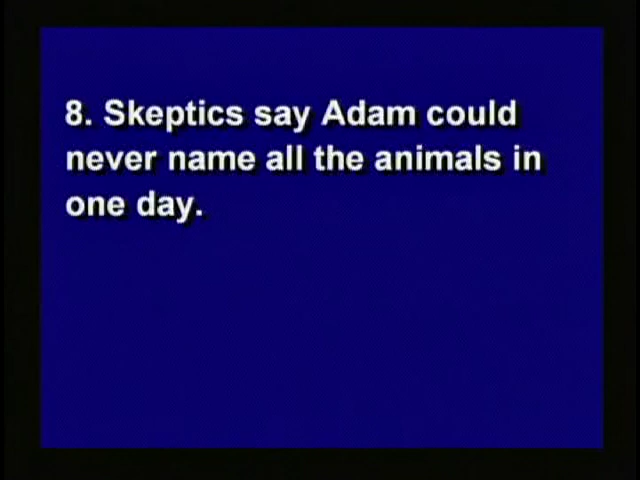 8. Skeptics say Adam could
never name all the animals in
one day.